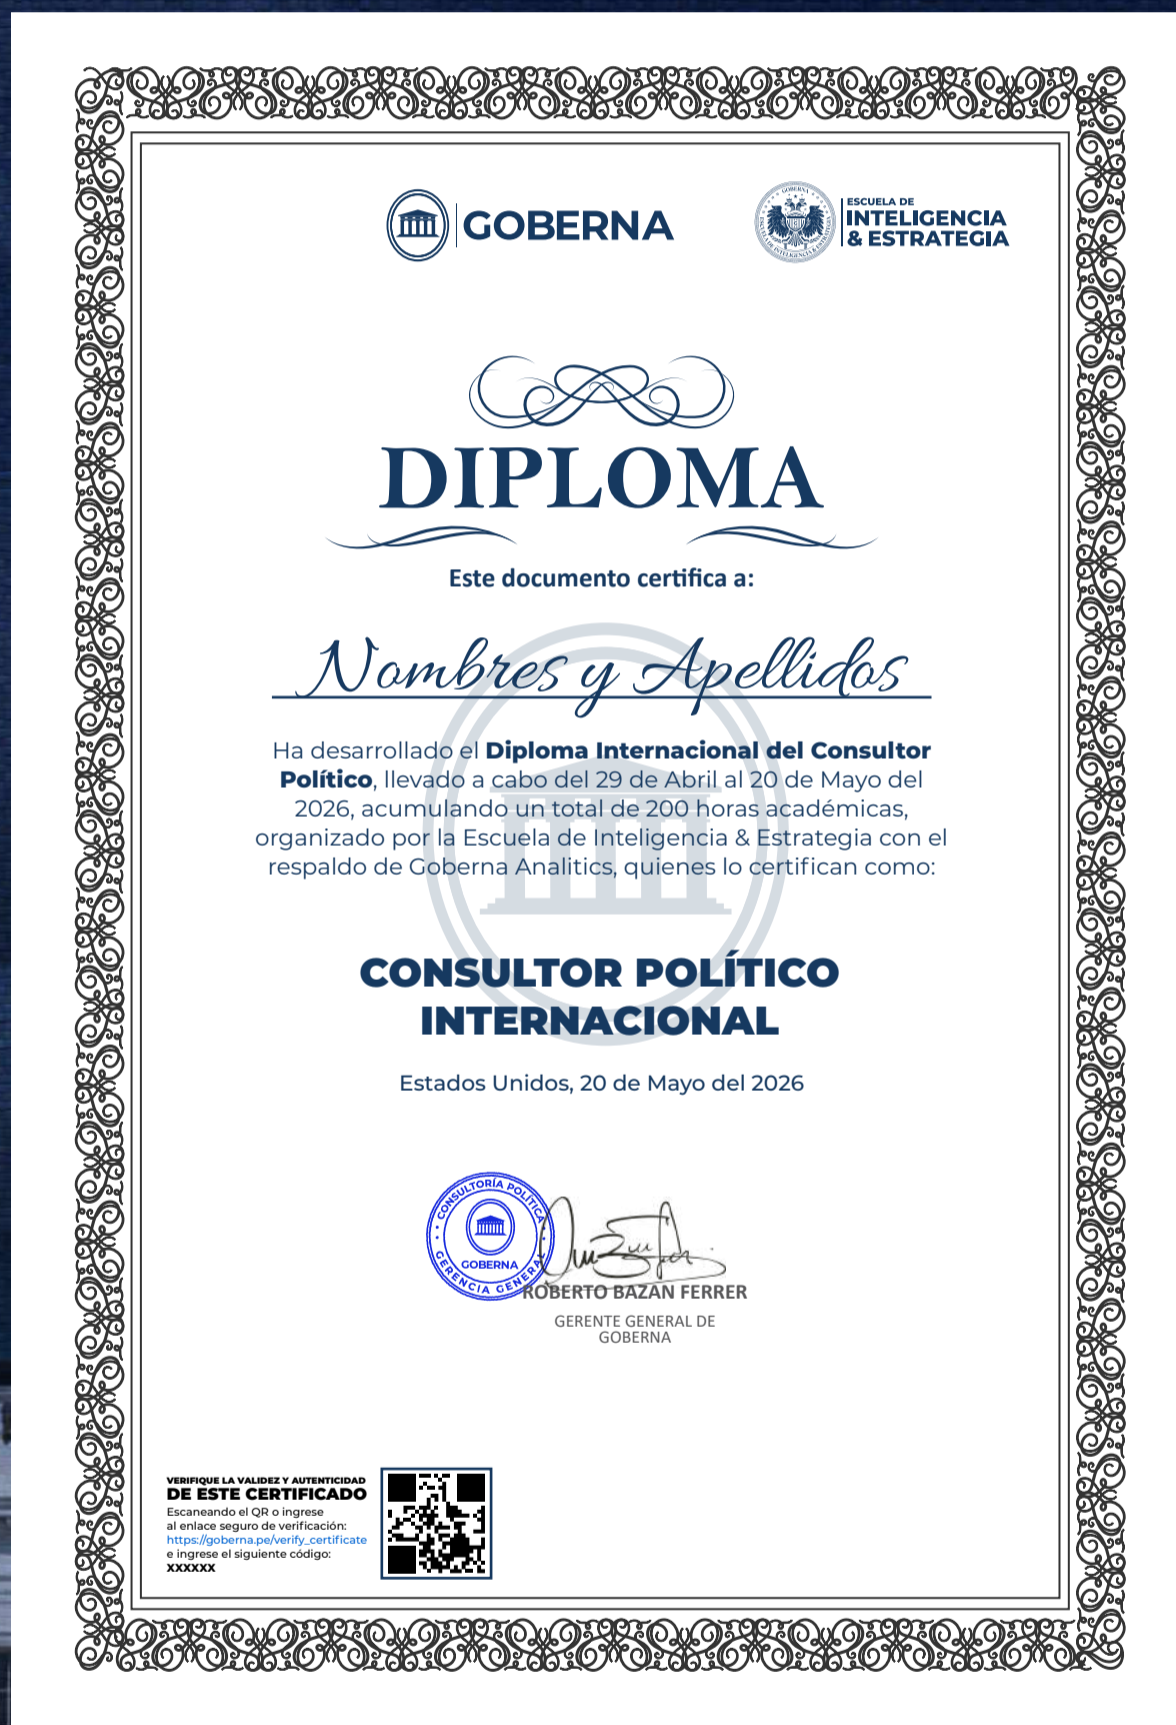 GOBERNA
GOBERNA
ESCUELA DE INTELIGENCIA & ESTRATEGIA
ESCUELA DE
INTELIGENCIA
& ESTRATEGIA
DIPLOMA
Este documento certifica a:
Nombres y Apellidos
Ha desarrollado el Diploma Internacional del Consultor
Político, llevado a cabo del 29 de Abril al 20 de Mayo del
2026, acumulando un total de 200 horas académicas,
organizado por la Escuela de Inteligencia & Estrategia con el
respaldo de Goberna Analitics, quienes lo certifican como:
CONSULTOR POLÍTICO
INTERNACIONAL
Estados Unidos, 20 de Mayo del 2026
CONSULTORÍA POLÍTICA
GOBERNA
GERENCIA GENERAL
ROBERTO BAZAN FERRER
GERENTE GENERAL DE
GOBERNA
VERIFIQUE LA VALIDEZ Y AUTENTICIDAD
DE ESTE CERTIFICADO
Escaneando el QR o ingrese
al enlace seguro de verificación:
https://goberna.pe/verify_certificate
e ingrese el siguiente código:
XXXXXX